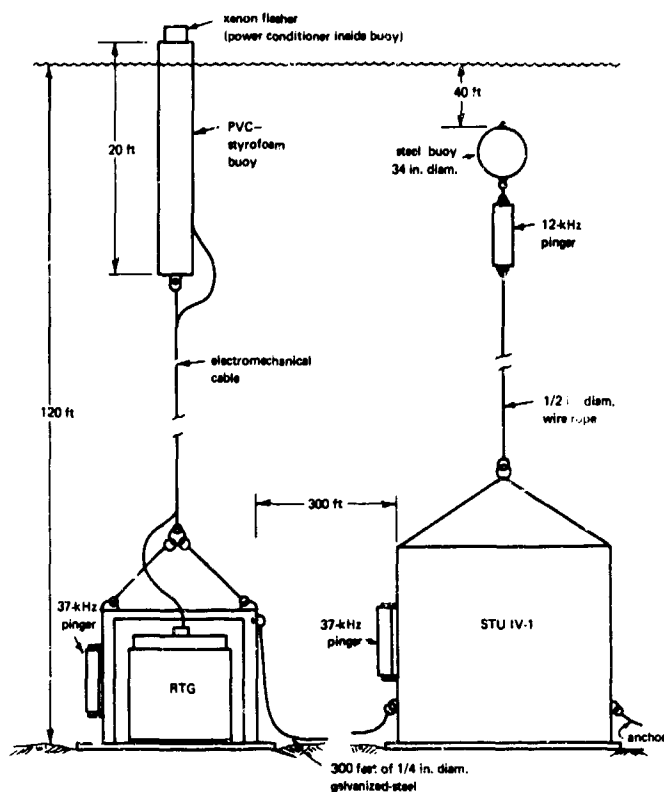 xenon flasher
(power conditioner inside buoy)
40 ft
PVC—
styrofoam
buoy
20 ft
steel buoy
34 in. diam.
12-kHz
pinger
electromechanical
cable
120 ft
1/2 i diam.
wire rope
300 ft
37-kHz
pinger
RTG
37-kHz
pinger
STU IV-1
anchor
300 feet of 1/4 in. diam.
galvanized-steel